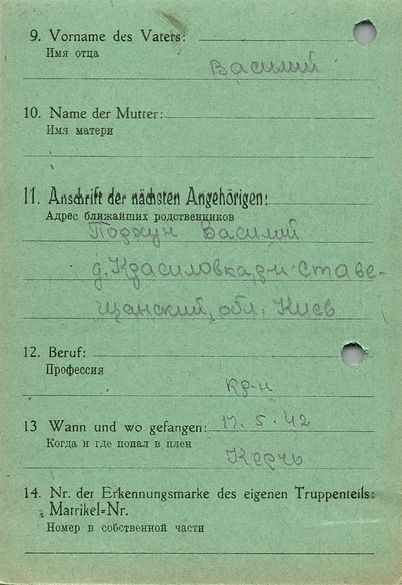 9. Vorname des Vaters:
Имя отца
Василий
10. Name der Mutter:
Имя матери
11. Anschrift der nächsten Angehörigen:
Адрес ближайших родственников
Василий
д. Красиловка р-н Ставе-
щанский, обл. Киев
12. Beruf:
Профессия
кр-н
13 Wann und wo gefangen: 17. 5. 42
Когда и где попал в плен
Керчь
14. Nr. der Erkennungsmarke des eigenen Truppenteils:
Matrikel-Nr.
Номер в собственной части